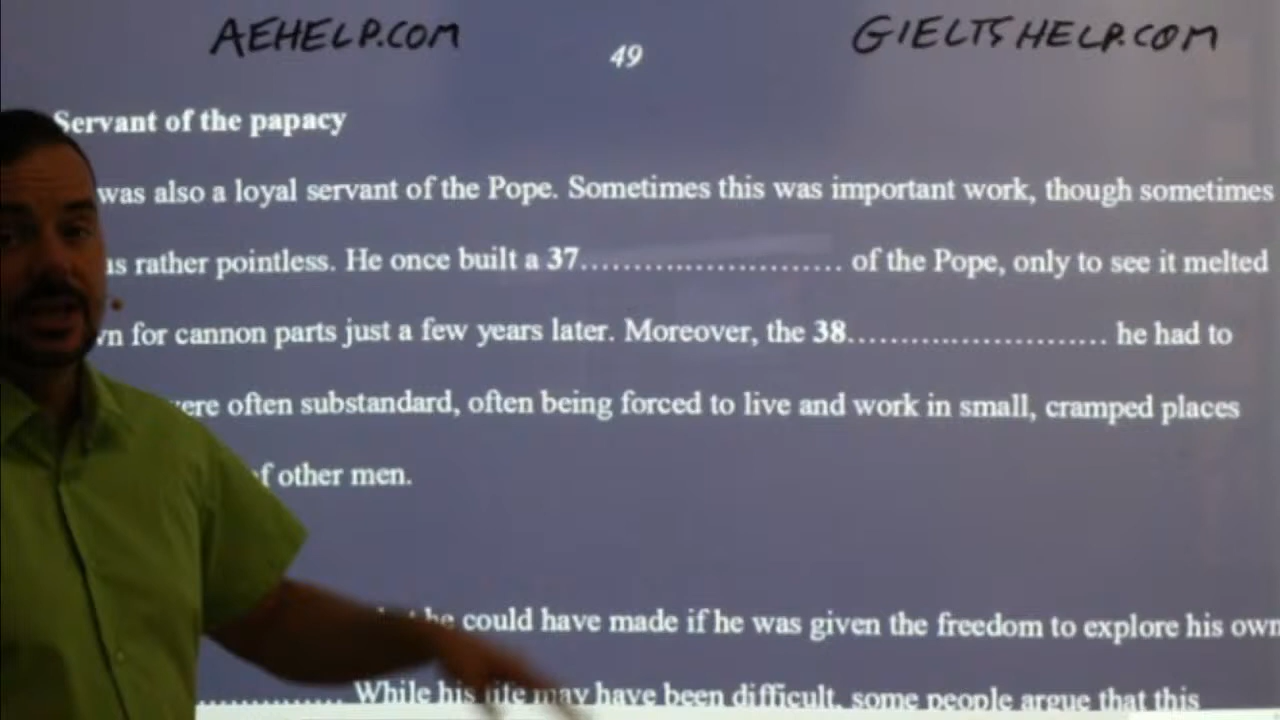 AEHELP.COM
GIELTSHELP.COM
49
Servant of the papacy
was also a loyal servant of the Pope. Sometimes this was important work, though sometimes
rather pointless. He once built a 37........................... of the Pope, only to see it melted
for cannon parts just a few years later. Moreover, the 38........................... he had to
often substandard, often being forced to live and work in small, cramped places
other men.
he could have made if he was given the freedom to explore his own
............... While his life may have been difficult, some people argue that this